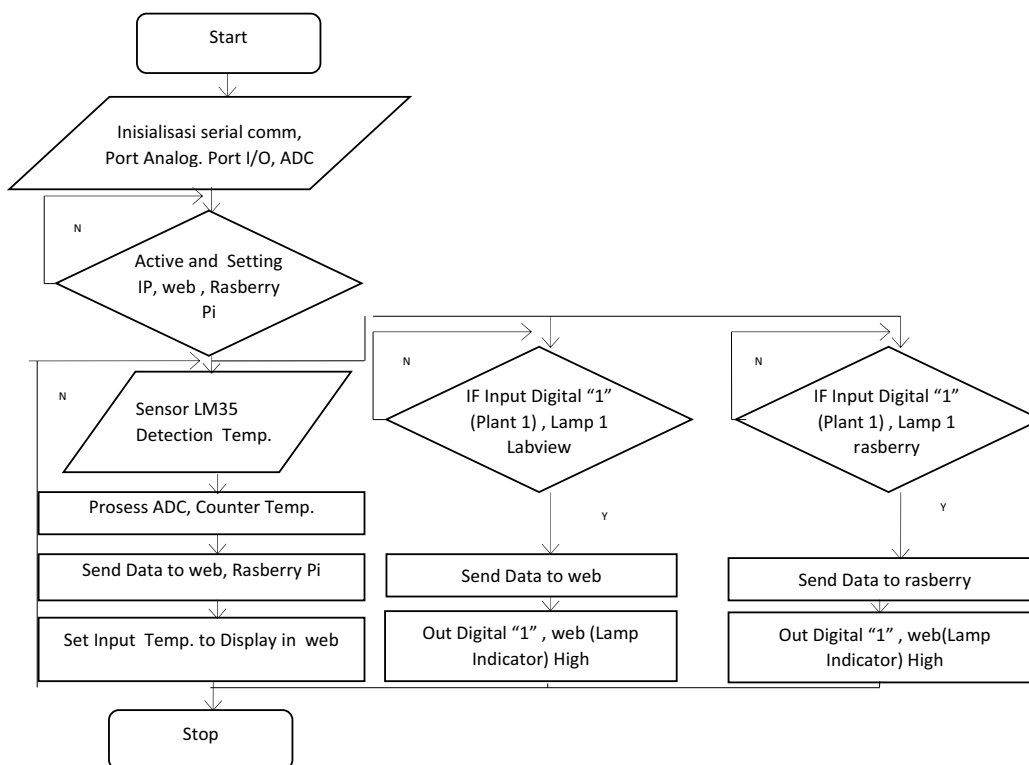 Start
Inisialisasi serial comm,
Port Analog. Port I/O, ADC
N
Active and Setting
IP, web , Rasberry
Pi
N
Sensor LM35
Detection Temp.
Prosess ADC, Counter Temp.
Send Data to web, Rasberry Pi
Set Input Temp. to Display in web
N
IF Input Digital “1”
(Plant 1) , Lamp 1
Labview
Y
Send Data to web
Out Digital “1” , web (Lamp
Indicator) High
N
IF Input Digital “1”
(Plant 1) , Lamp 1
rasberry
Y
Send Data to rasberry
Out Digital “1” , web(Lamp
Indicator) High
Stop